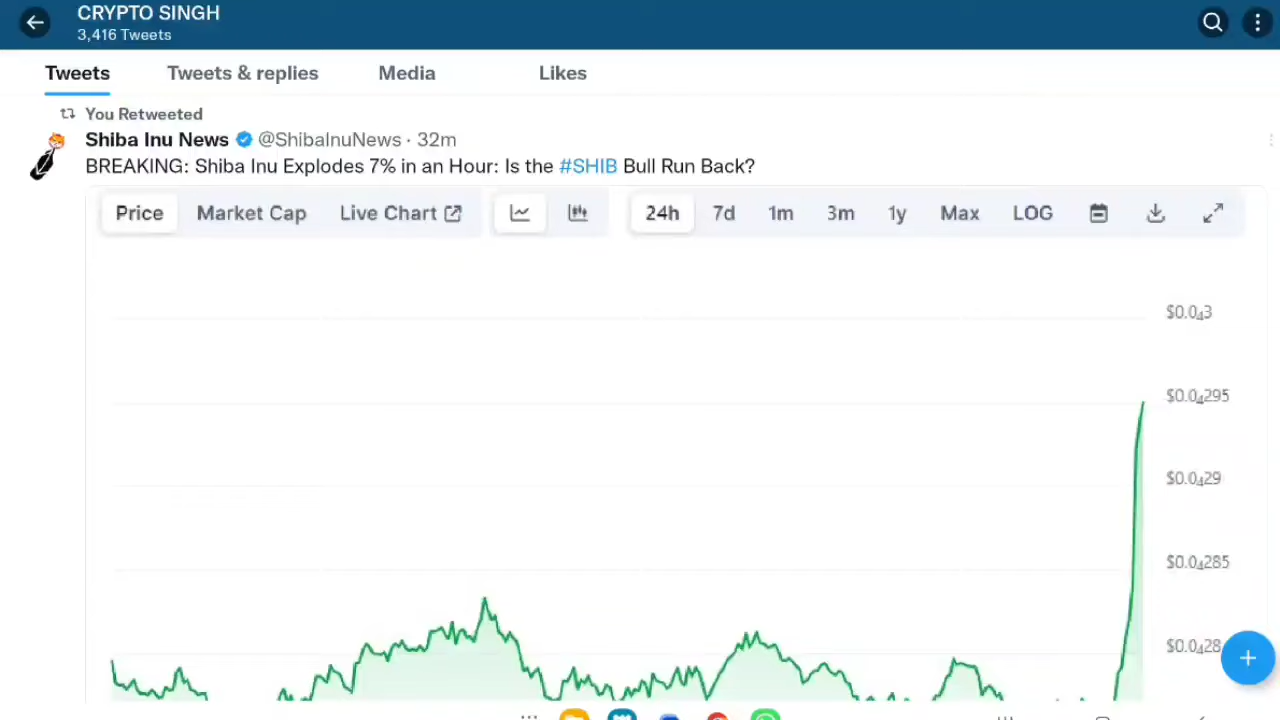 CRYPTO SINGH
3,416 Tweets
Tweets Tweets & replies Media Likes
You Retweeted
Shiba Inu News @ShibaInuNews · 32m
BREAKING: Shiba Inu Explodes 7% in an Hour: Is the #SHIB Bull Run Back?
Price Market Cap Live Chart 24h 7d 1m 3m 1y Max LOG
$0.0₄3
$0.0₄295
$0.0₄29
$0.0₄285
$0.0₄28